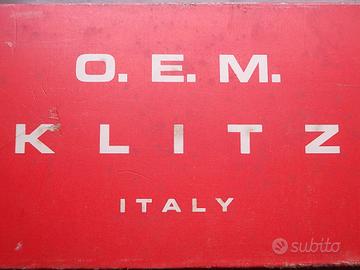 O. E. M.
KLITZ
ITALY
subito